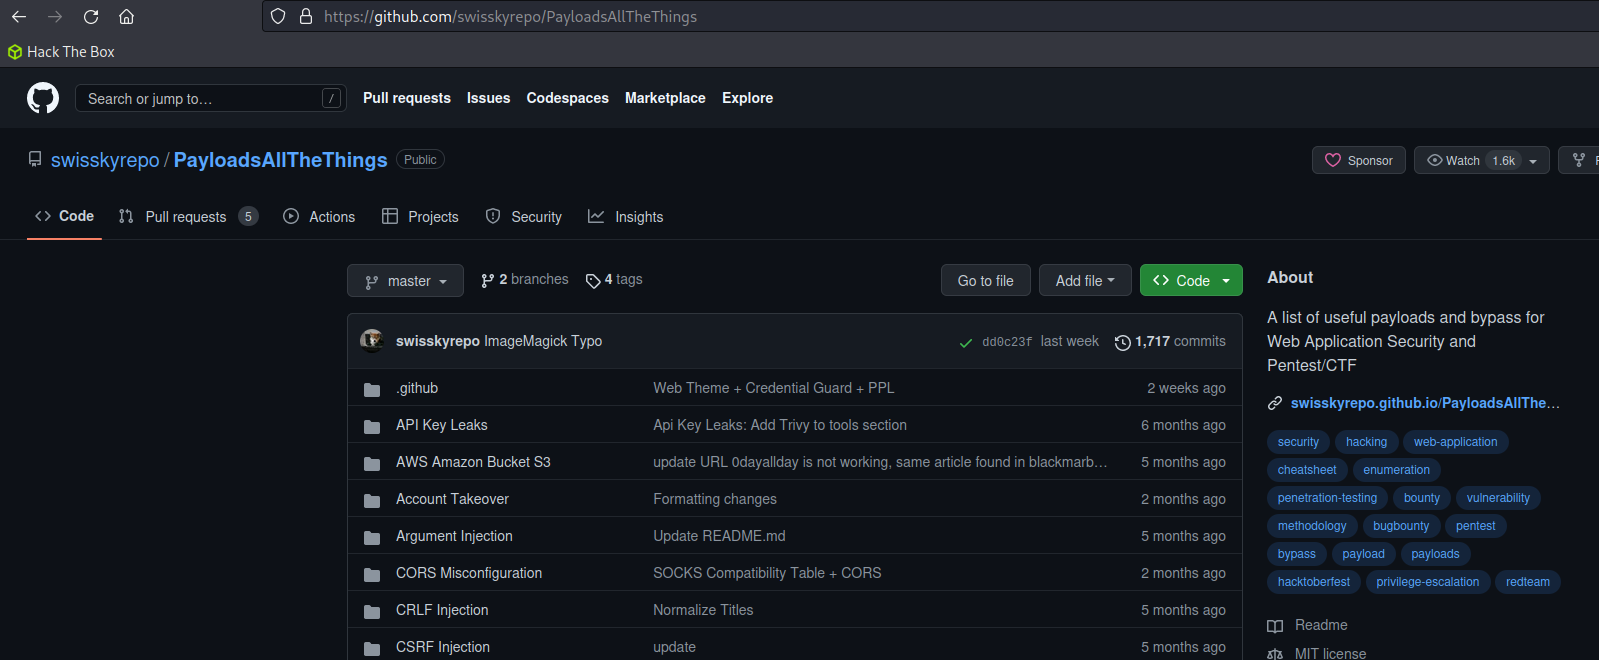 https://github.com/swisskyrepo/PayloadsAllTheThings
Hack The Box
Search or jump to… /
Pull requests Issues Codespaces Marketplace Explore
swisskyrepo / PayloadsAllTheThings Public
Sponsor Watch 1.6k
Code Pull requests 5 Actions Projects Security Insights
master 2 branches 4 tags Go to file Add file Code
swisskyrepo ImageMagick Typo dd0c23f last week 1,717 commits
.github Web Theme + Credential Guard + PPL 2 weeks ago
API Key Leaks Api Key Leaks: Add Trivy to tools section 6 months ago
AWS Amazon Bucket S3 update URL 0dayallday is not working, same article found in blackmarb… 5 months ago
Account Takeover Formatting changes 2 months ago
Argument Injection Update README.md 5 months ago
CORS Misconfiguration SOCKS Compatibility Table + CORS 2 months ago
CRLF Injection Normalize Titles 5 months ago
CSRF Injection update 5 months ago
About
A list of useful payloads and bypass for
Web Application Security and
Pentest/CTF
swisskyrepo.github.io/PayloadsAllThe…
security hacking web-application
cheatsheet enumeration
penetration-testing bounty vulnerability
methodology bugbounty pentest
bypass payload payloads
hacktoberfest privilege-escalation redteam
Readme
MIT license